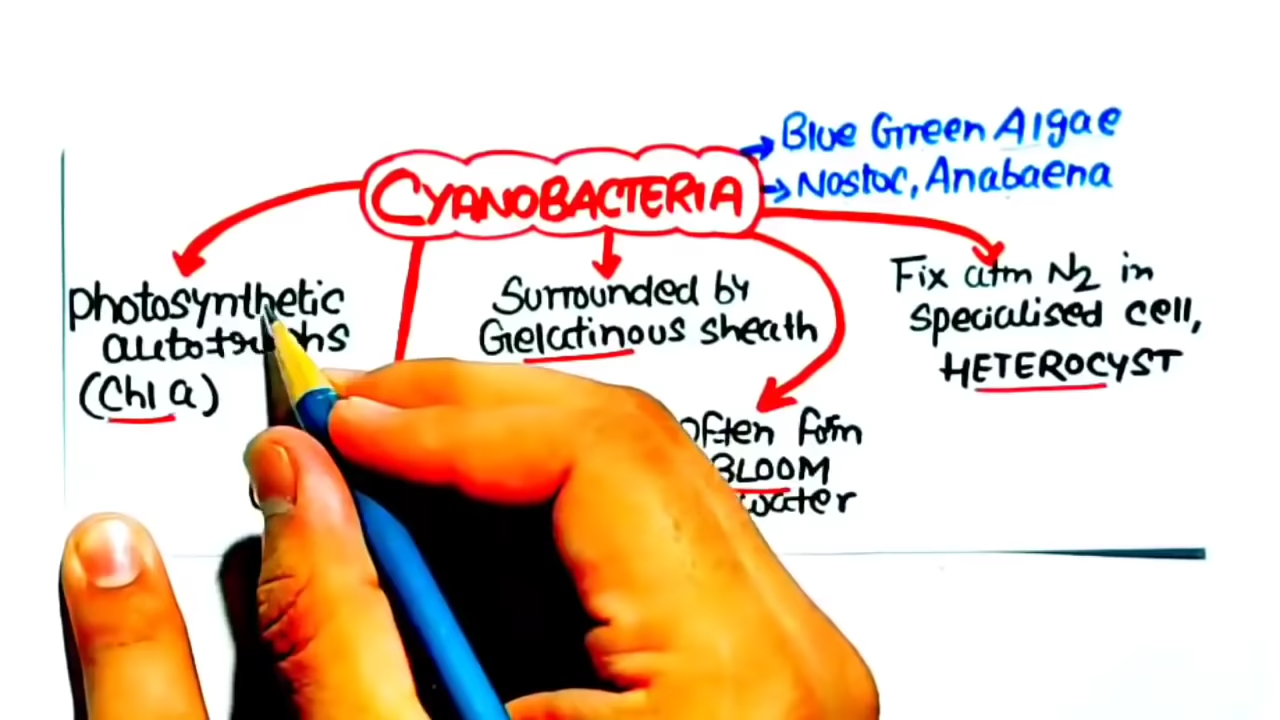 Blue Green Algae
CYANOBACTERIA
Nostoc, Anabaena
photosynthetic
autotrophs
(Chl a)
Surrounded by
Gelatinous sheath
Fix atm N2 in
specialised cell,
HETEROCYST
often form
BLOOM
water